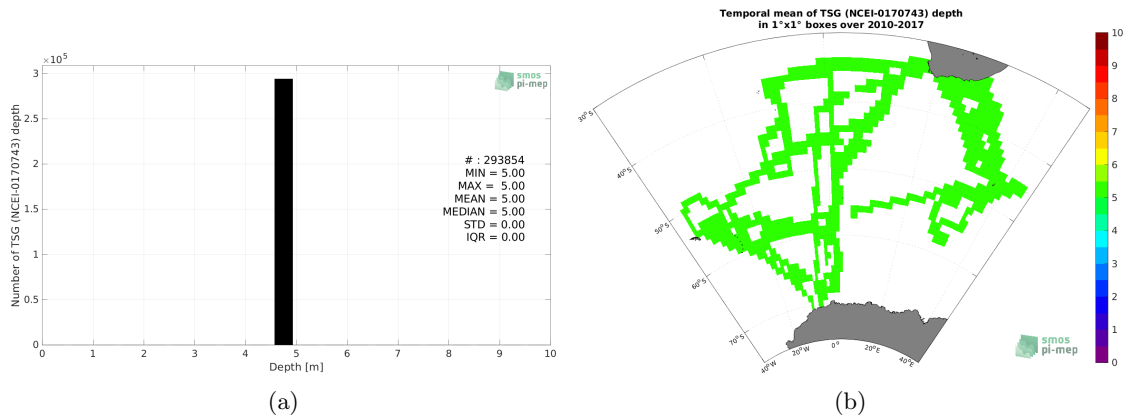 ×10⁵
3
2.5
2
1.5
1
0.5
0
0 1 2 3 4 5 6 7 8 9 10
Number of TSG (NCEI-0170743) depth
Depth [m]
smos
pi-mep
# : 293854
MIN = 5.00
MAX = 5.00
MEAN = 5.00
MEDIAN = 5.00
STD = 0.00
IQR = 0.00
(a)
Temporal mean of TSG (NCEI-0170743) depth
in 1°x1° boxes over 2010-2017
30°S
40°S
50°S
60°S
70°S
40°W
20°W
0°
20°E
40°E
10
9
8
7
6
5
4
3
2
1
0
smos
pi-mep
(b)